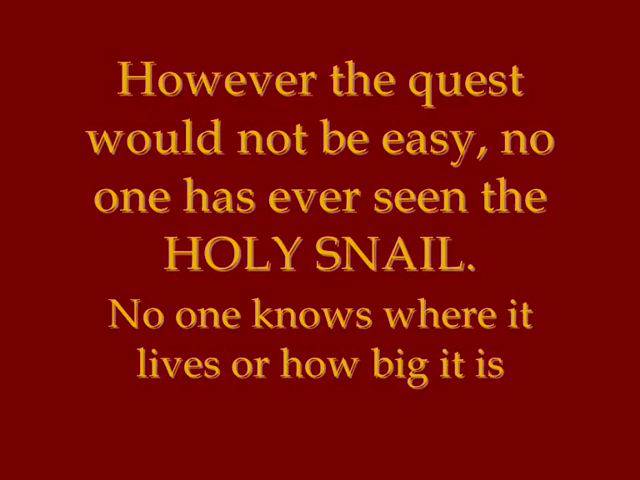 However the quest
would not be easy, no
one has ever seen the
HOLY SNAIL.
No one knows where it
lives or how big it is